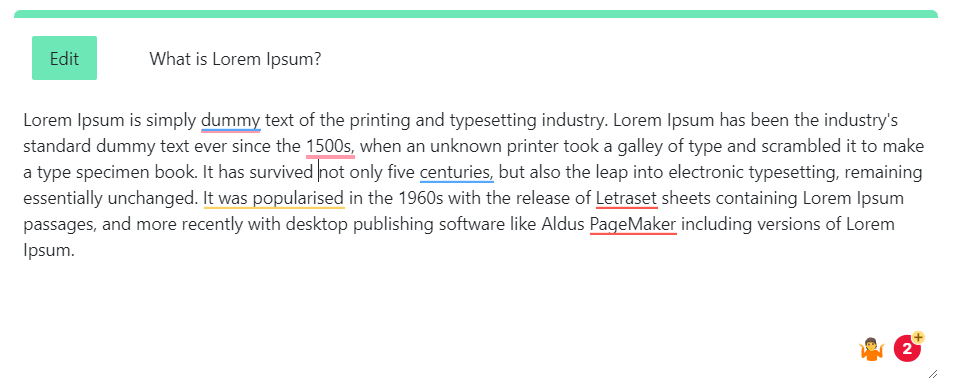 Edit What is Lorem Ipsum?
Lorem Ipsum is simply dummy text of the printing and typesetting industry. Lorem Ipsum has been the industry's
standard dummy text ever since the 1500s, when an unknown printer took a galley of type and scrambled it to make
a type specimen book. It has survived not only five centuries, but also the leap into electronic typesetting, remaining
essentially unchanged. It was popularised in the 1960s with the release of Letraset sheets containing Lorem Ipsum
passages, and more recently with desktop publishing software like Aldus PageMaker including versions of Lorem
Ipsum.
2+